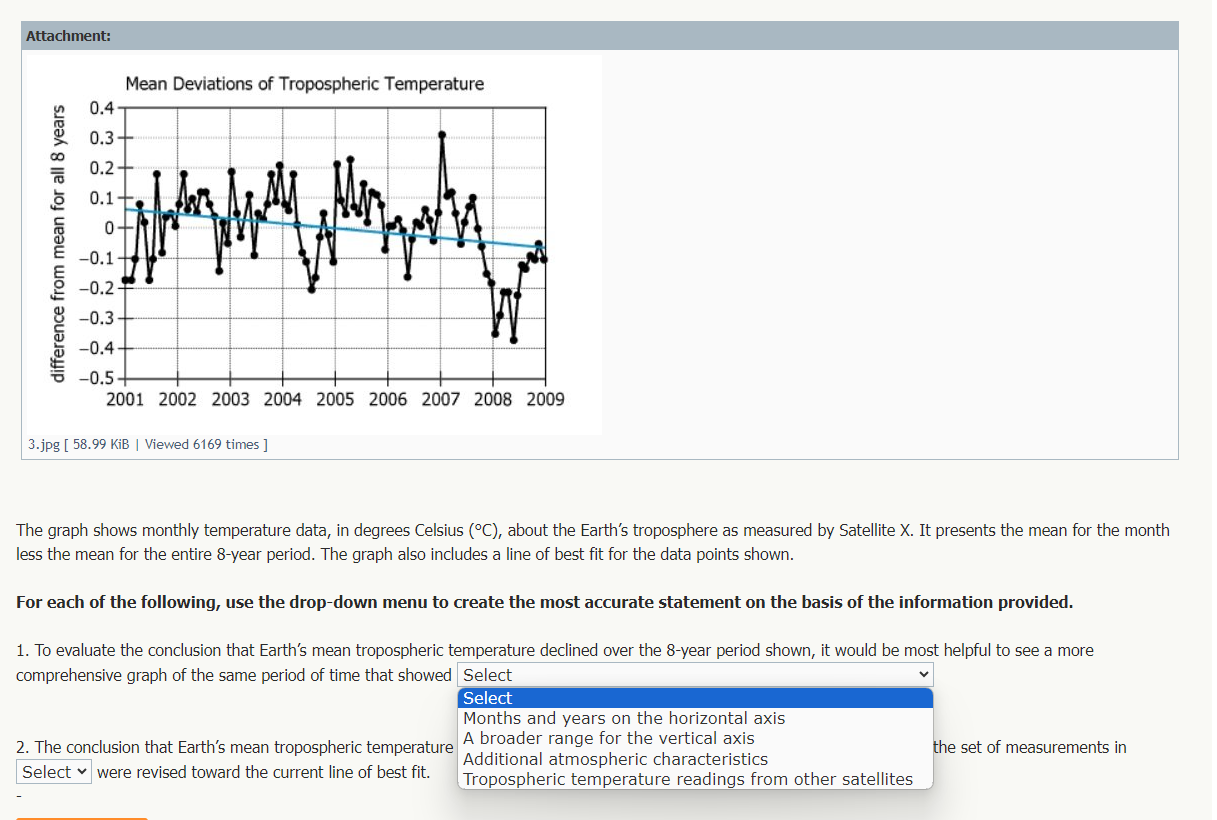 Attachment:
Mean Deviations of Tropospheric Temperature
difference from mean for all 8 years
0.4
0.3
0.2
0.1
0
−0.1
−0.2
−0.3
−0.4
−0.5
2001 2002 2003 2004 2005 2006 2007 2008 2009
3.jpg [ 58.99 KiB | Viewed 6169 times ]
The graph shows monthly temperature data, in degrees Celsius (°C), about the Earth’s troposphere as measured by Satellite X. It presents the mean for the month
less the mean for the entire 8-year period. The graph also includes a line of best fit for the data points shown.
For each of the following, use the drop-down menu to create the most accurate statement on the basis of the information provided.
1. To evaluate the conclusion that Earth’s mean tropospheric temperature declined over the 8-year period shown, it would be most helpful to see a more
comprehensive graph of the same period of time that showed Select
Select
Months and years on the horizontal axis
A broader range for the vertical axis
Additional atmospheric characteristics
Tropospheric temperature readings from other satellites
2. The conclusion that Earth’s mean tropospheric temperature the set of measurements in
Select were revised toward the current line of best fit.
-